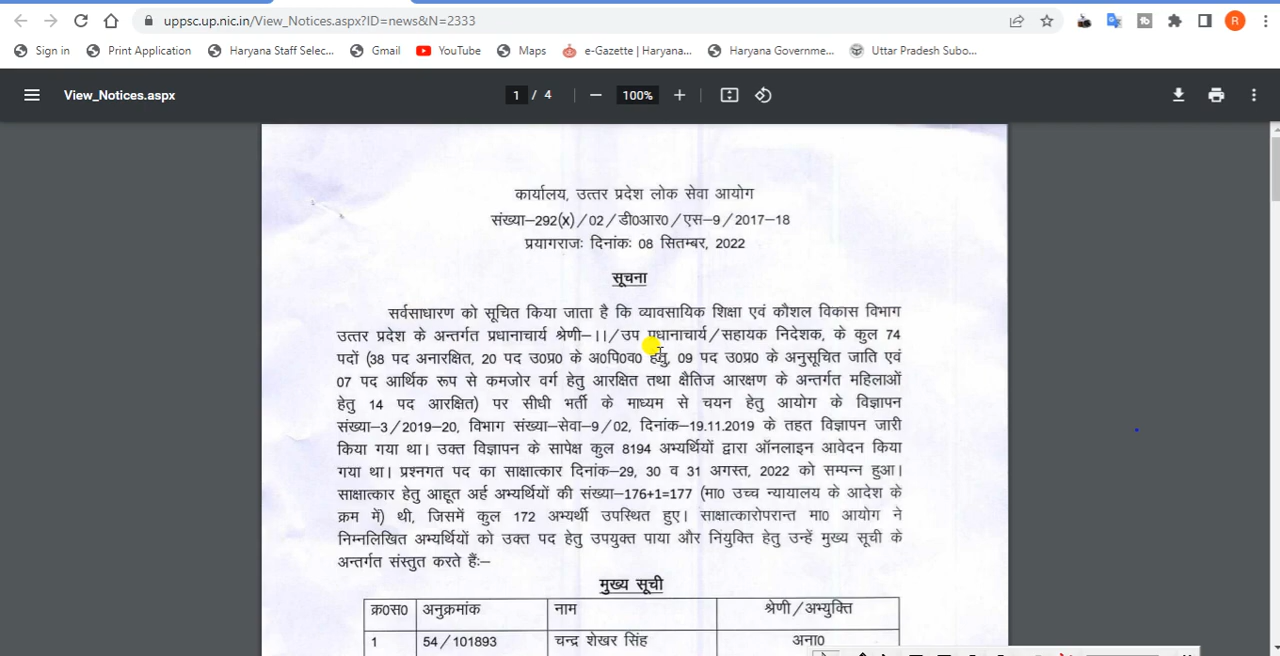 uppsc.up.nic.in/View_Notices.aspx?ID=news&N=2333
R
Sign in Print Application Haryana Staff Selec... Gmail YouTube Maps e-Gazette | Haryana... Haryana Governme... Uttar Pradesh Subo...
View_Notices.aspx 1 / 4 100%
कार्यालय, उत्तर प्रदेश लोक सेवा आयोग
संख्या–292(x)/02/डी0आर0/एस–9/2017–18
प्रयागराजः दिनांकः 08 सितम्बर, 2022
सूचना
सर्वसाधारण को सूचित किया जाता है कि व्यावसायिक शिक्षा एवं कौशल विकास विभाग
उत्तर प्रदेश के अन्तर्गत प्रधानाचार्य श्रेणी–।।/उप प्रधानाचार्य/सहायक निदेशक, के कुल 74
पदों (38 पद अनारक्षित, 20 पद उ0प्र0 के अ0पि0व0 हेतु, 09 पद उ0प्र0 के अनुसूचित जाति एवं
07 पद आर्थिक रूप से कमजोर वर्ग हेतु आरक्षित तथा क्षैतिज आरक्षण के अन्तर्गत महिलाओं
हेतु 14 पद आरक्षित) पर सीधी भर्ती के माध्यम से चयन हेतु आयोग के विज्ञापन
संख्या–3/2019–20, विभाग संख्या–सेवा–9/02, दिनांक–19.11.2019 के तहत विज्ञापन जारी
किया गया था। उक्त विज्ञापन के सापेक्ष कुल 8194 अभ्यर्थियों द्वारा ऑनलाइन आवेदन किया
गया था। प्रश्नगत पद का साक्षात्कार दिनांक–29, 30 व 31 अगस्त, 2022 को सम्पन्न हुआ।
साक्षात्कार हेतु आहूत अर्ह अभ्यर्थियों की संख्या–176+1=177 (मा0 उच्च न्यायालय के आदेश के
क्रम में) थी, जिसमें कुल 172 अभ्यर्थी उपस्थित हुए। साक्षात्कारोपरान्त मा0 आयोग ने
निम्नलिखित अभ्यर्थियों को उक्त पद हेतु उपयुक्त पाया और नियुक्ति हेतु उन्हें मुख्य सूची के
अन्तर्गत संस्तुत करते हैंः–
मुख्य सूची
क्र0स0 अनुक्रमांक नाम श्रेणी/अभ्युक्ति
1 54/101893 चन्द्र शेखर सिंह अना0